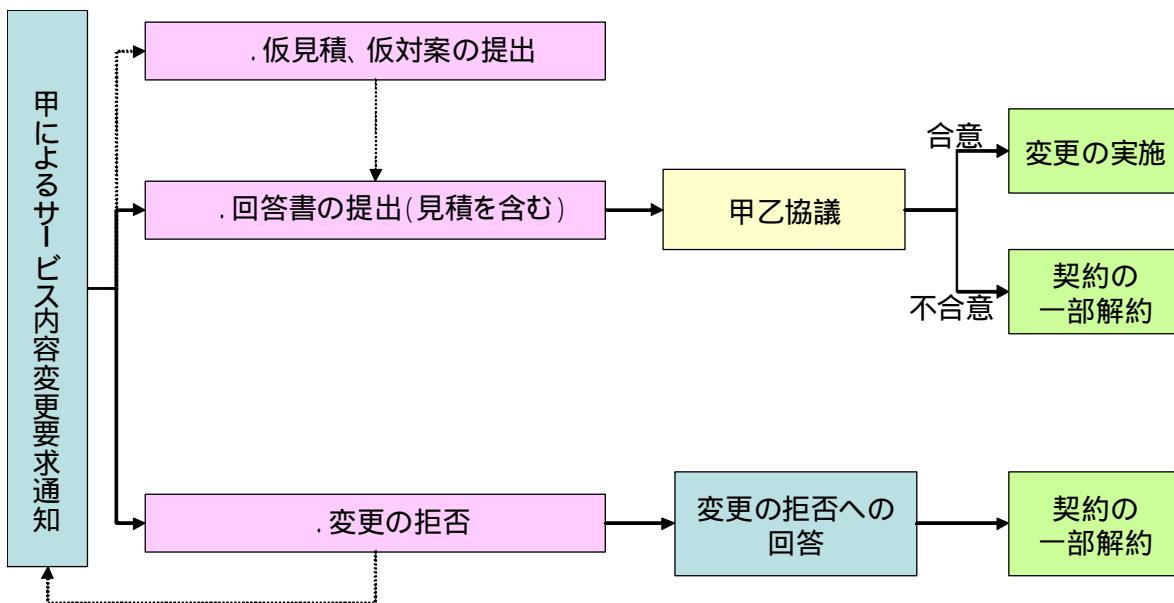 甲によるサービス内容変更要求通知
.仮見積、仮対案の提出
.回答書の提出(見積を含む)
甲乙協議
合意
変更の実施
不合意
契約の
一部解約
.変更の拒否
変更の拒否への
回答
契約の
一部解約